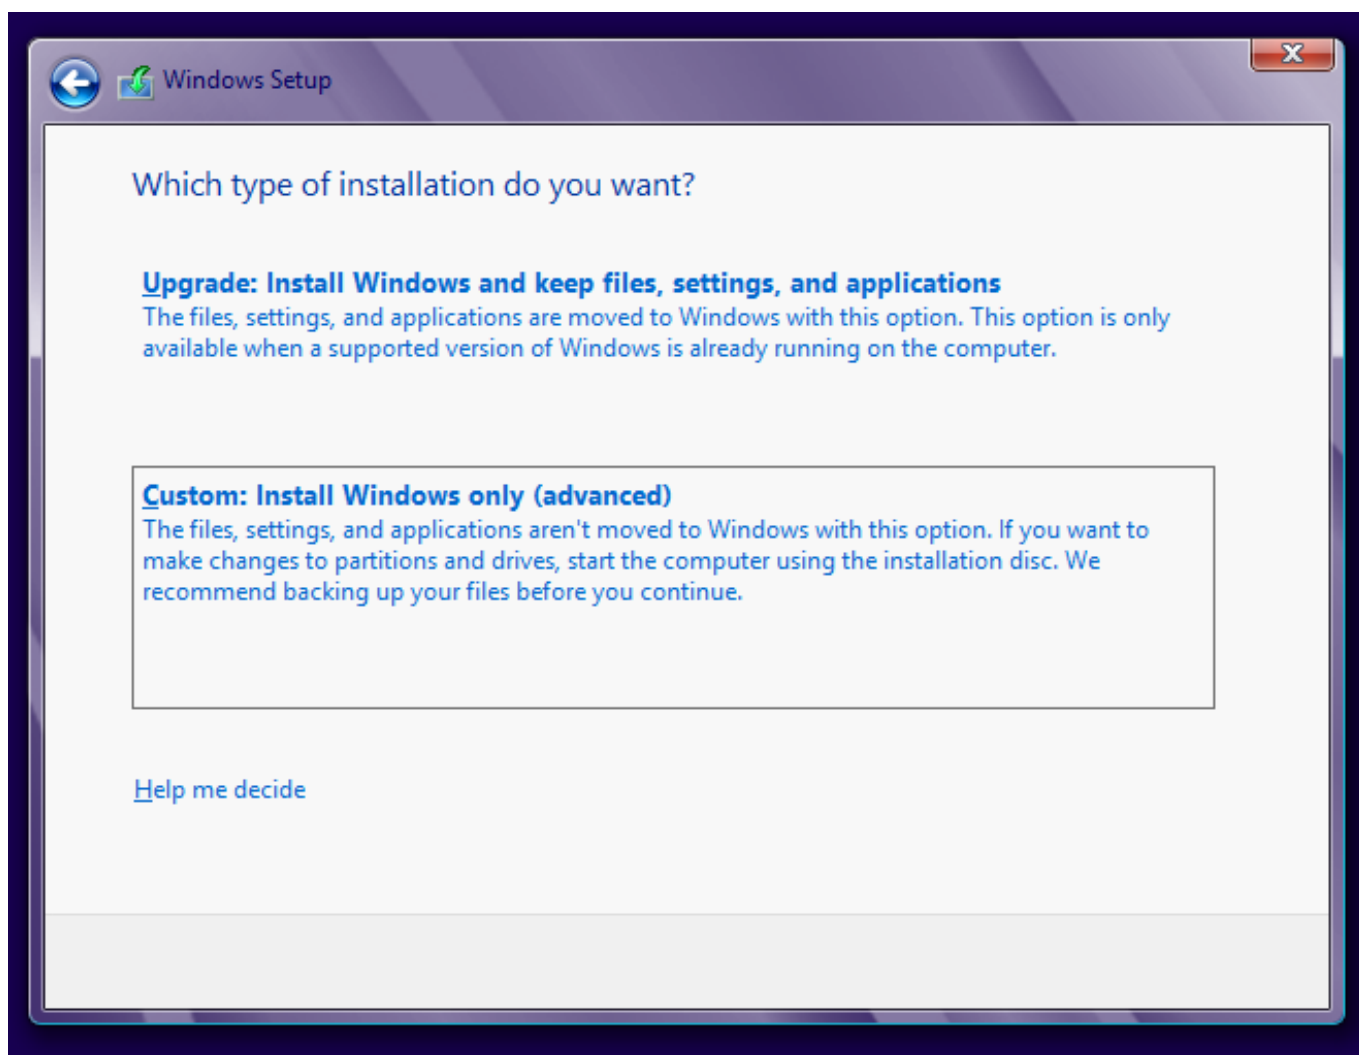 Windows Setup
Which type of installation do you want?
Upgrade: Install Windows and keep files, settings, and applications
The files, settings, and applications are moved to Windows with this option. This option is only
available when a supported version of Windows is already running on the computer.
Custom: Install Windows only (advanced)
The files, settings, and applications aren't moved to Windows with this option. If you want to
make changes to partitions and drives, start the computer using the installation disc. We
recommend backing up your files before you continue.
Help me decide